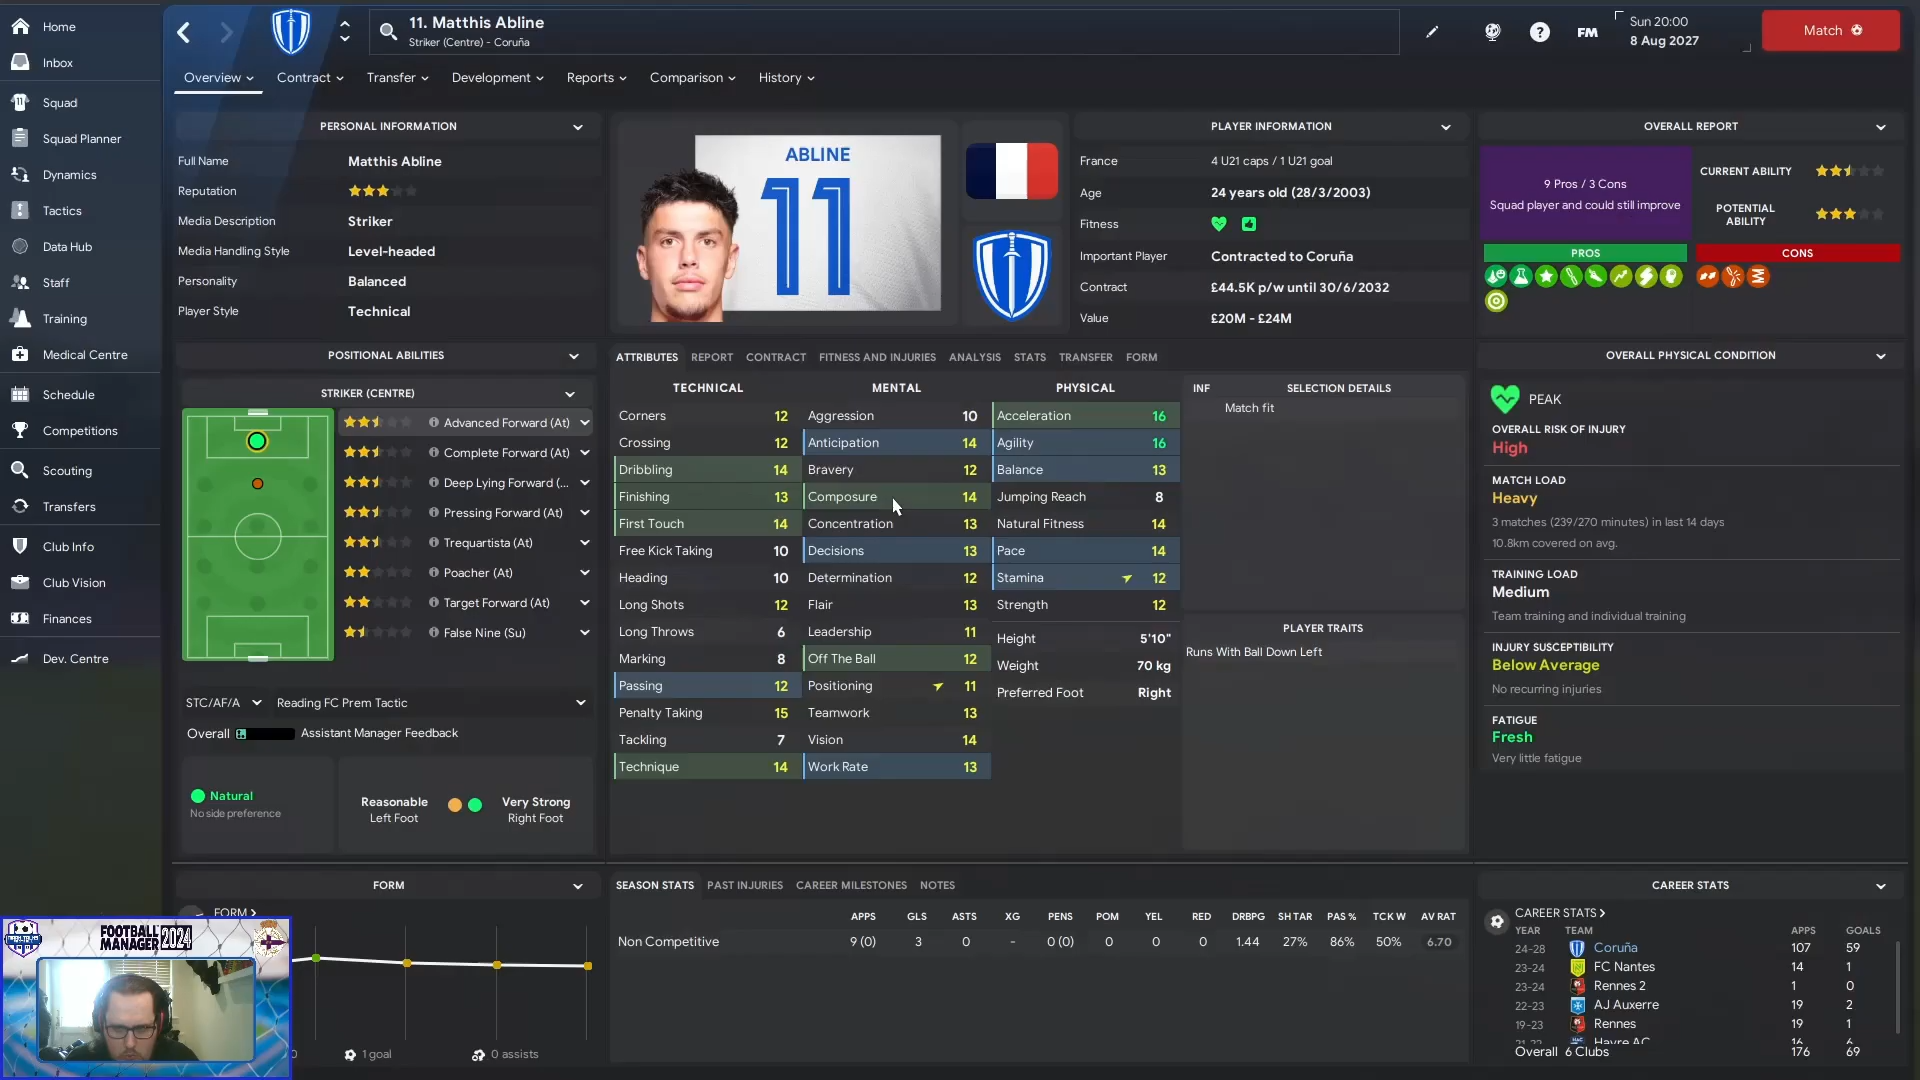 Home
Inbox
Squad
Squad Planner
Dynamics
Tactics
Data Hub
Staff
Training
Medical Centre
Schedule
Competitions
Scouting
Transfers
Club Info
Club Vision
Finances
Dev. Centre
11. Matthis Abline
Striker (Centre) - Coruña
FM
Sun 20:00
8 Aug 2027
Match
Overview
Contract
Transfer
Development
Reports
Comparison
History
PERSONAL INFORMATION
Full Name Matthis Abline
Reputation
Media Description Striker
Media Handling Style Level-headed
Personality Balanced
Player Style Technical
ABLINE
11
PLAYER INFORMATION
France 4 U21 caps / 1 U21 goal
Age 24 years old (28/3/2003)
Fitness
Important Player Contracted to Coruña
Contract £44.5K p/w until 30/6/2032
Value £20M - £24M
OVERALL REPORT
9 Pros / 3 Cons
Squad player and could still improve
CURRENT ABILITY
POTENTIAL ABILITY
PROS
CONS
POSITIONAL ABILITIES
STRIKER (CENTRE)
Advanced Forward (At)
Complete Forward (At)
Deep Lying Forward (...
Pressing Forward (At)
Trequartista (At)
Poacher (At)
Target Forward (At)
False Nine (Su)
STC/AF/A Reading FC Prem Tactic
Overall Assistant Manager Feedback
Natural
No side preference
Reasonable
Left Foot
Very Strong
Right Foot
ATTRIBUTES REPORT CONTRACT FITNESS AND INJURIES ANALYSIS STATS TRANSFER FORM
TECHNICAL
Corners 12
Crossing 12
Dribbling 14
Finishing 13
First Touch 14
Free Kick Taking 10
Heading 10
Long Shots 12
Long Throws 6
Marking 8
Passing 12
Penalty Taking 15
Tackling 7
Technique 14
MENTAL
Aggression 10
Anticipation 14
Bravery 12
Composure 14
Concentration 13
Decisions 13
Determination 12
Flair 13
Leadership 11
Off The Ball 12
Positioning 11
Teamwork 13
Vision 14
Work Rate 13
PHYSICAL
Acceleration 16
Agility 16
Balance 13
Jumping Reach 8
Natural Fitness 14
Pace 14
Stamina 12
Strength 12
Height 5'10"
Weight 70 kg
Preferred Foot Right
INF SELECTION DETAILS
Match fit
PLAYER TRAITS
Runs With Ball Down Left
OVERALL PHYSICAL CONDITION
PEAK
OVERALL RISK OF INJURY
High
MATCH LOAD
Heavy
3 matches (239/270 minutes) in last 14 days
10.8km covered on avg.
TRAINING LOAD
Medium
Team training and individual training
INJURY SUSCEPTIBILITY
Below Average
No recurring injuries
FATIGUE
Fresh
Very little fatigue
FORM
FORM >
1 goal
0 assists
FOOTBALL
MANAGER 2024
SEASON STATS PAST INJURIES CAREER MILESTONES NOTES
APPS GLS ASTS XG PENS POM YEL RED DRBPG SH TAR PAS % TCK W AV RAT
Non Competitive 9 (0) 3 0 - 0 (0) 0 0 0 1.44 27% 86% 50% 6.70
CAREER STATS
CAREER STATS >
YEAR TEAM APPS GOALS
24-28 Coruña 107 59
23-24 FC Nantes 14 1
23-24 Rennes 2 1 0
22-23 AJ Auxerre 19 2
19-23 Rennes 19 1
21-22 Havre AC 16 6
Overall 6 Clubs 176 69